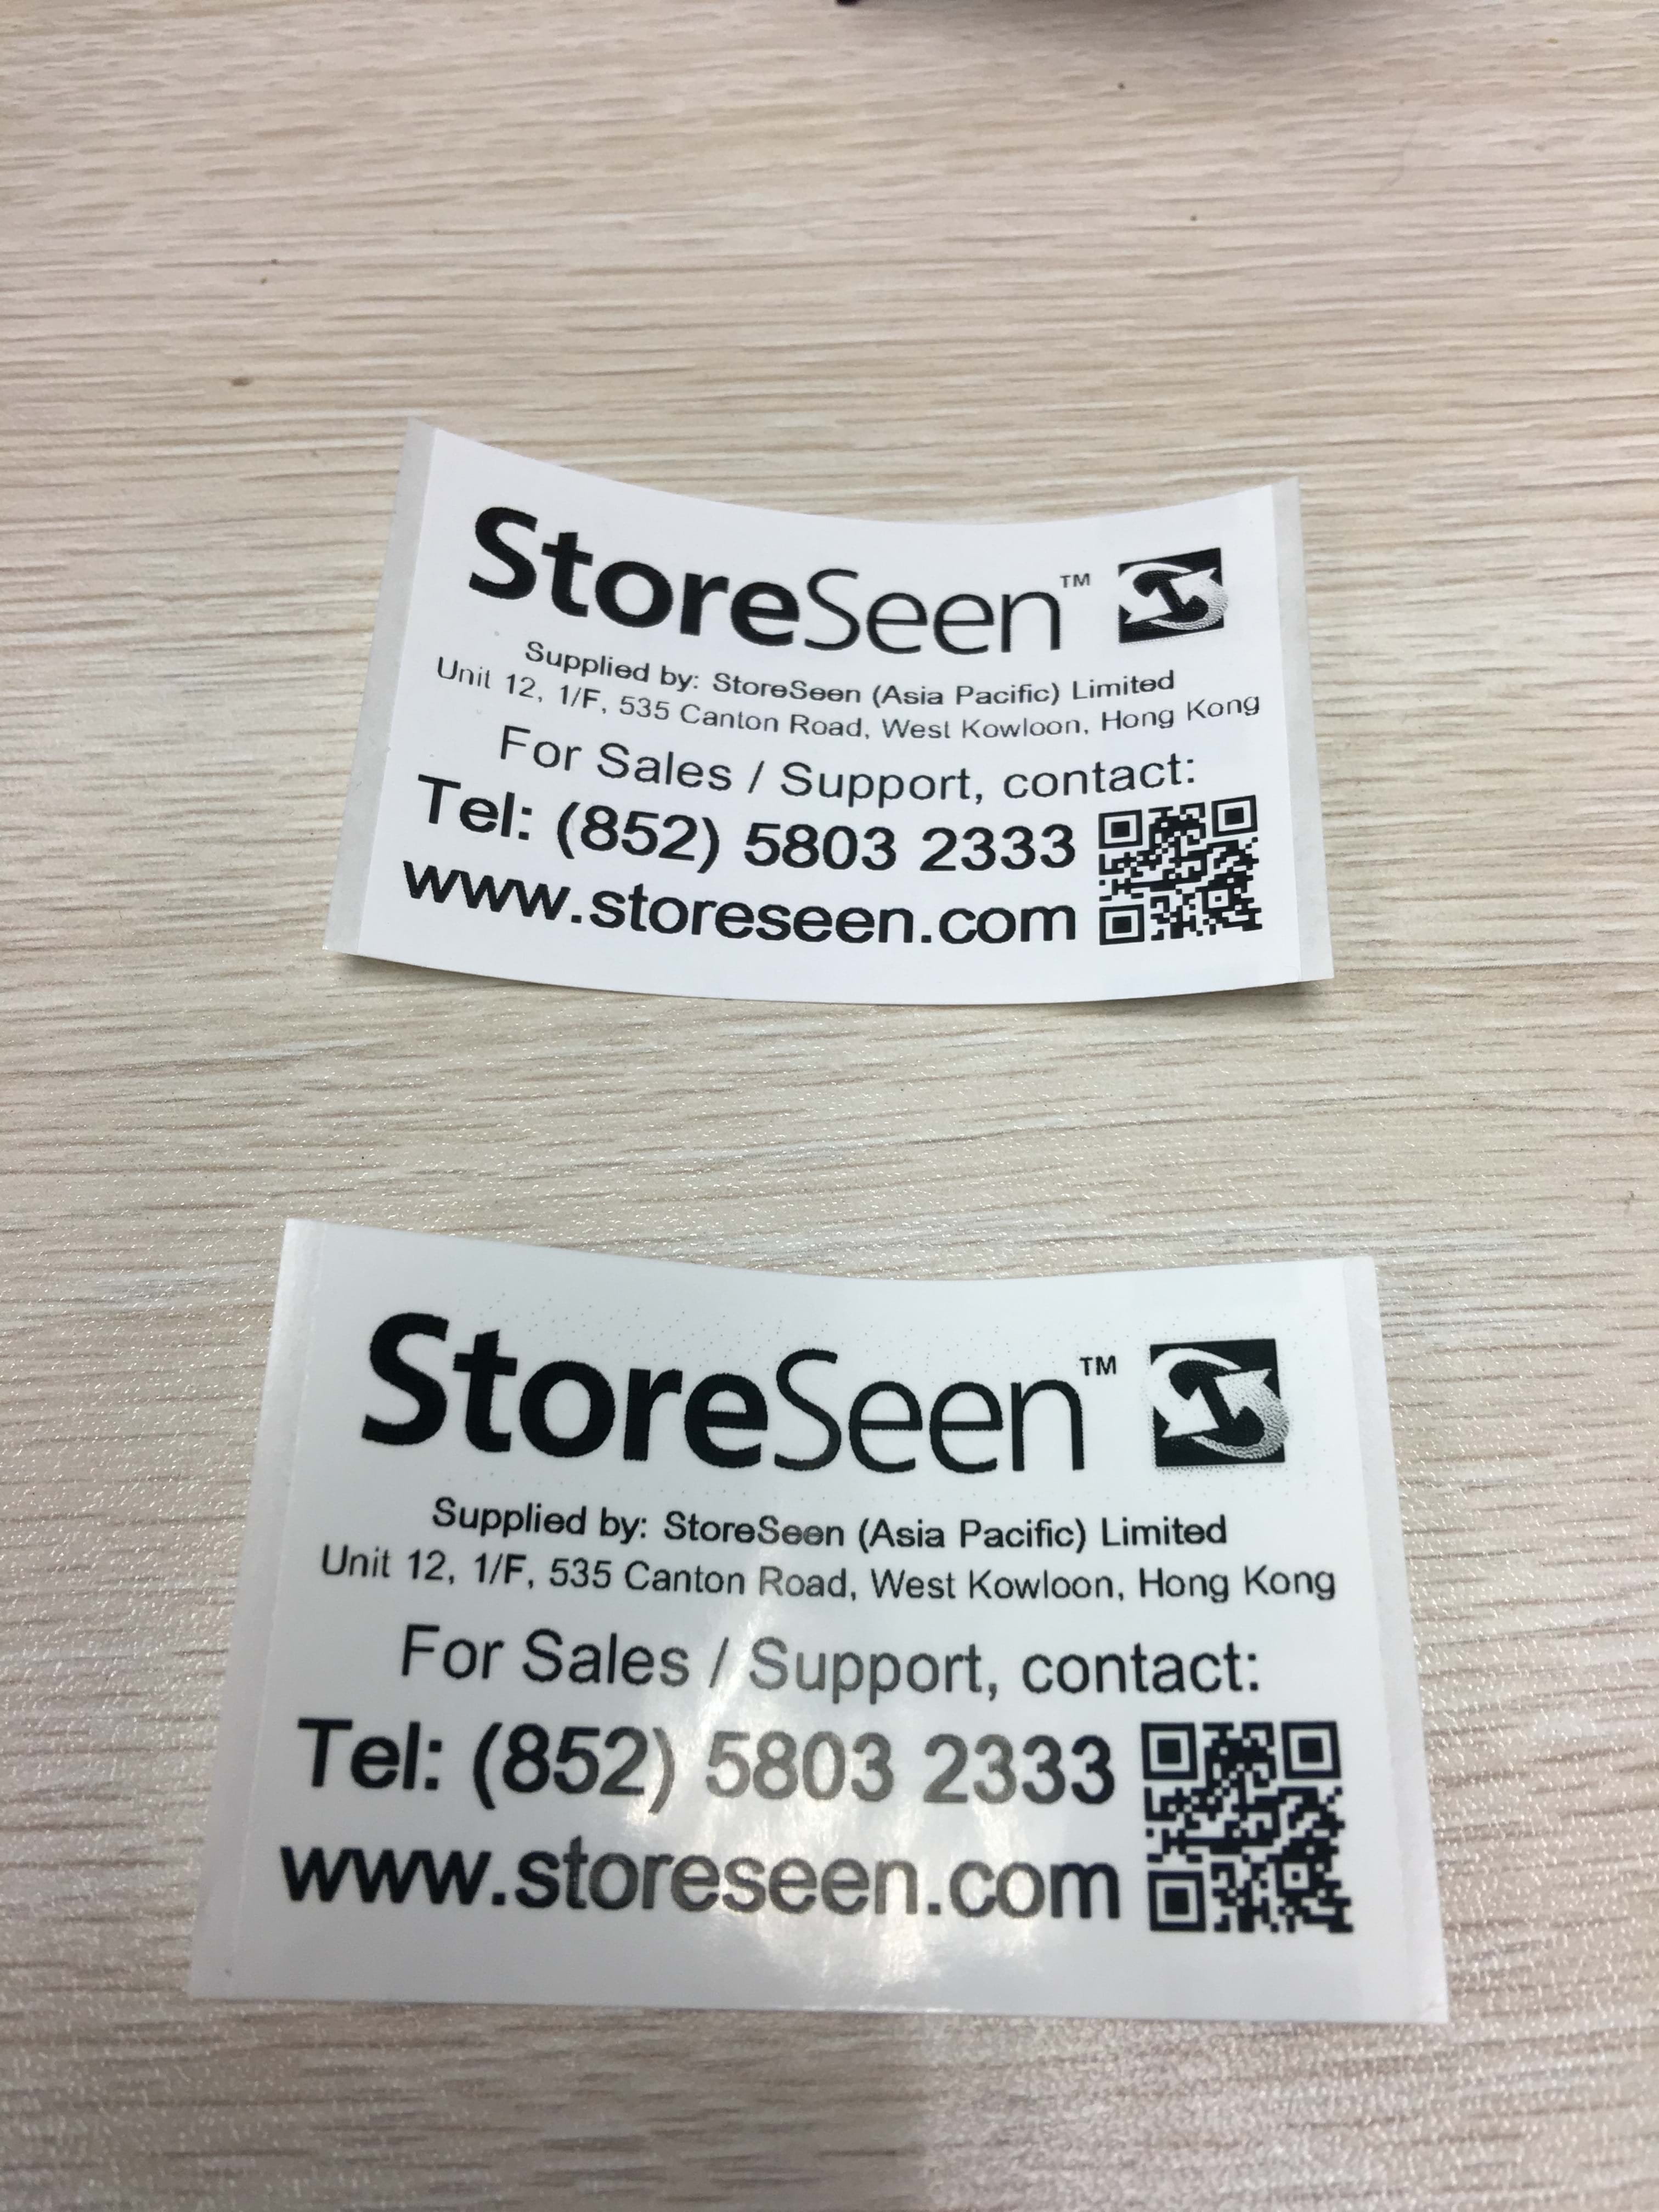 StoreSeen™
Supplied by: StoreSeen (Asia Pacific) Limited
Unit 12, 1/F, 535 Canton Road, West Kowloon, Hong Kong
For Sales / Support, contact:
Tel: (852) 5803 2333
www.storeseen.com
StoreSeen™
Supplied by: StoreSeen (Asia Pacific) Limited
Unit 12, 1/F, 535 Canton Road, West Kowloon, Hong Kong
For Sales / Support, contact:
Tel: (852) 5803 2333
www.storeseen.com